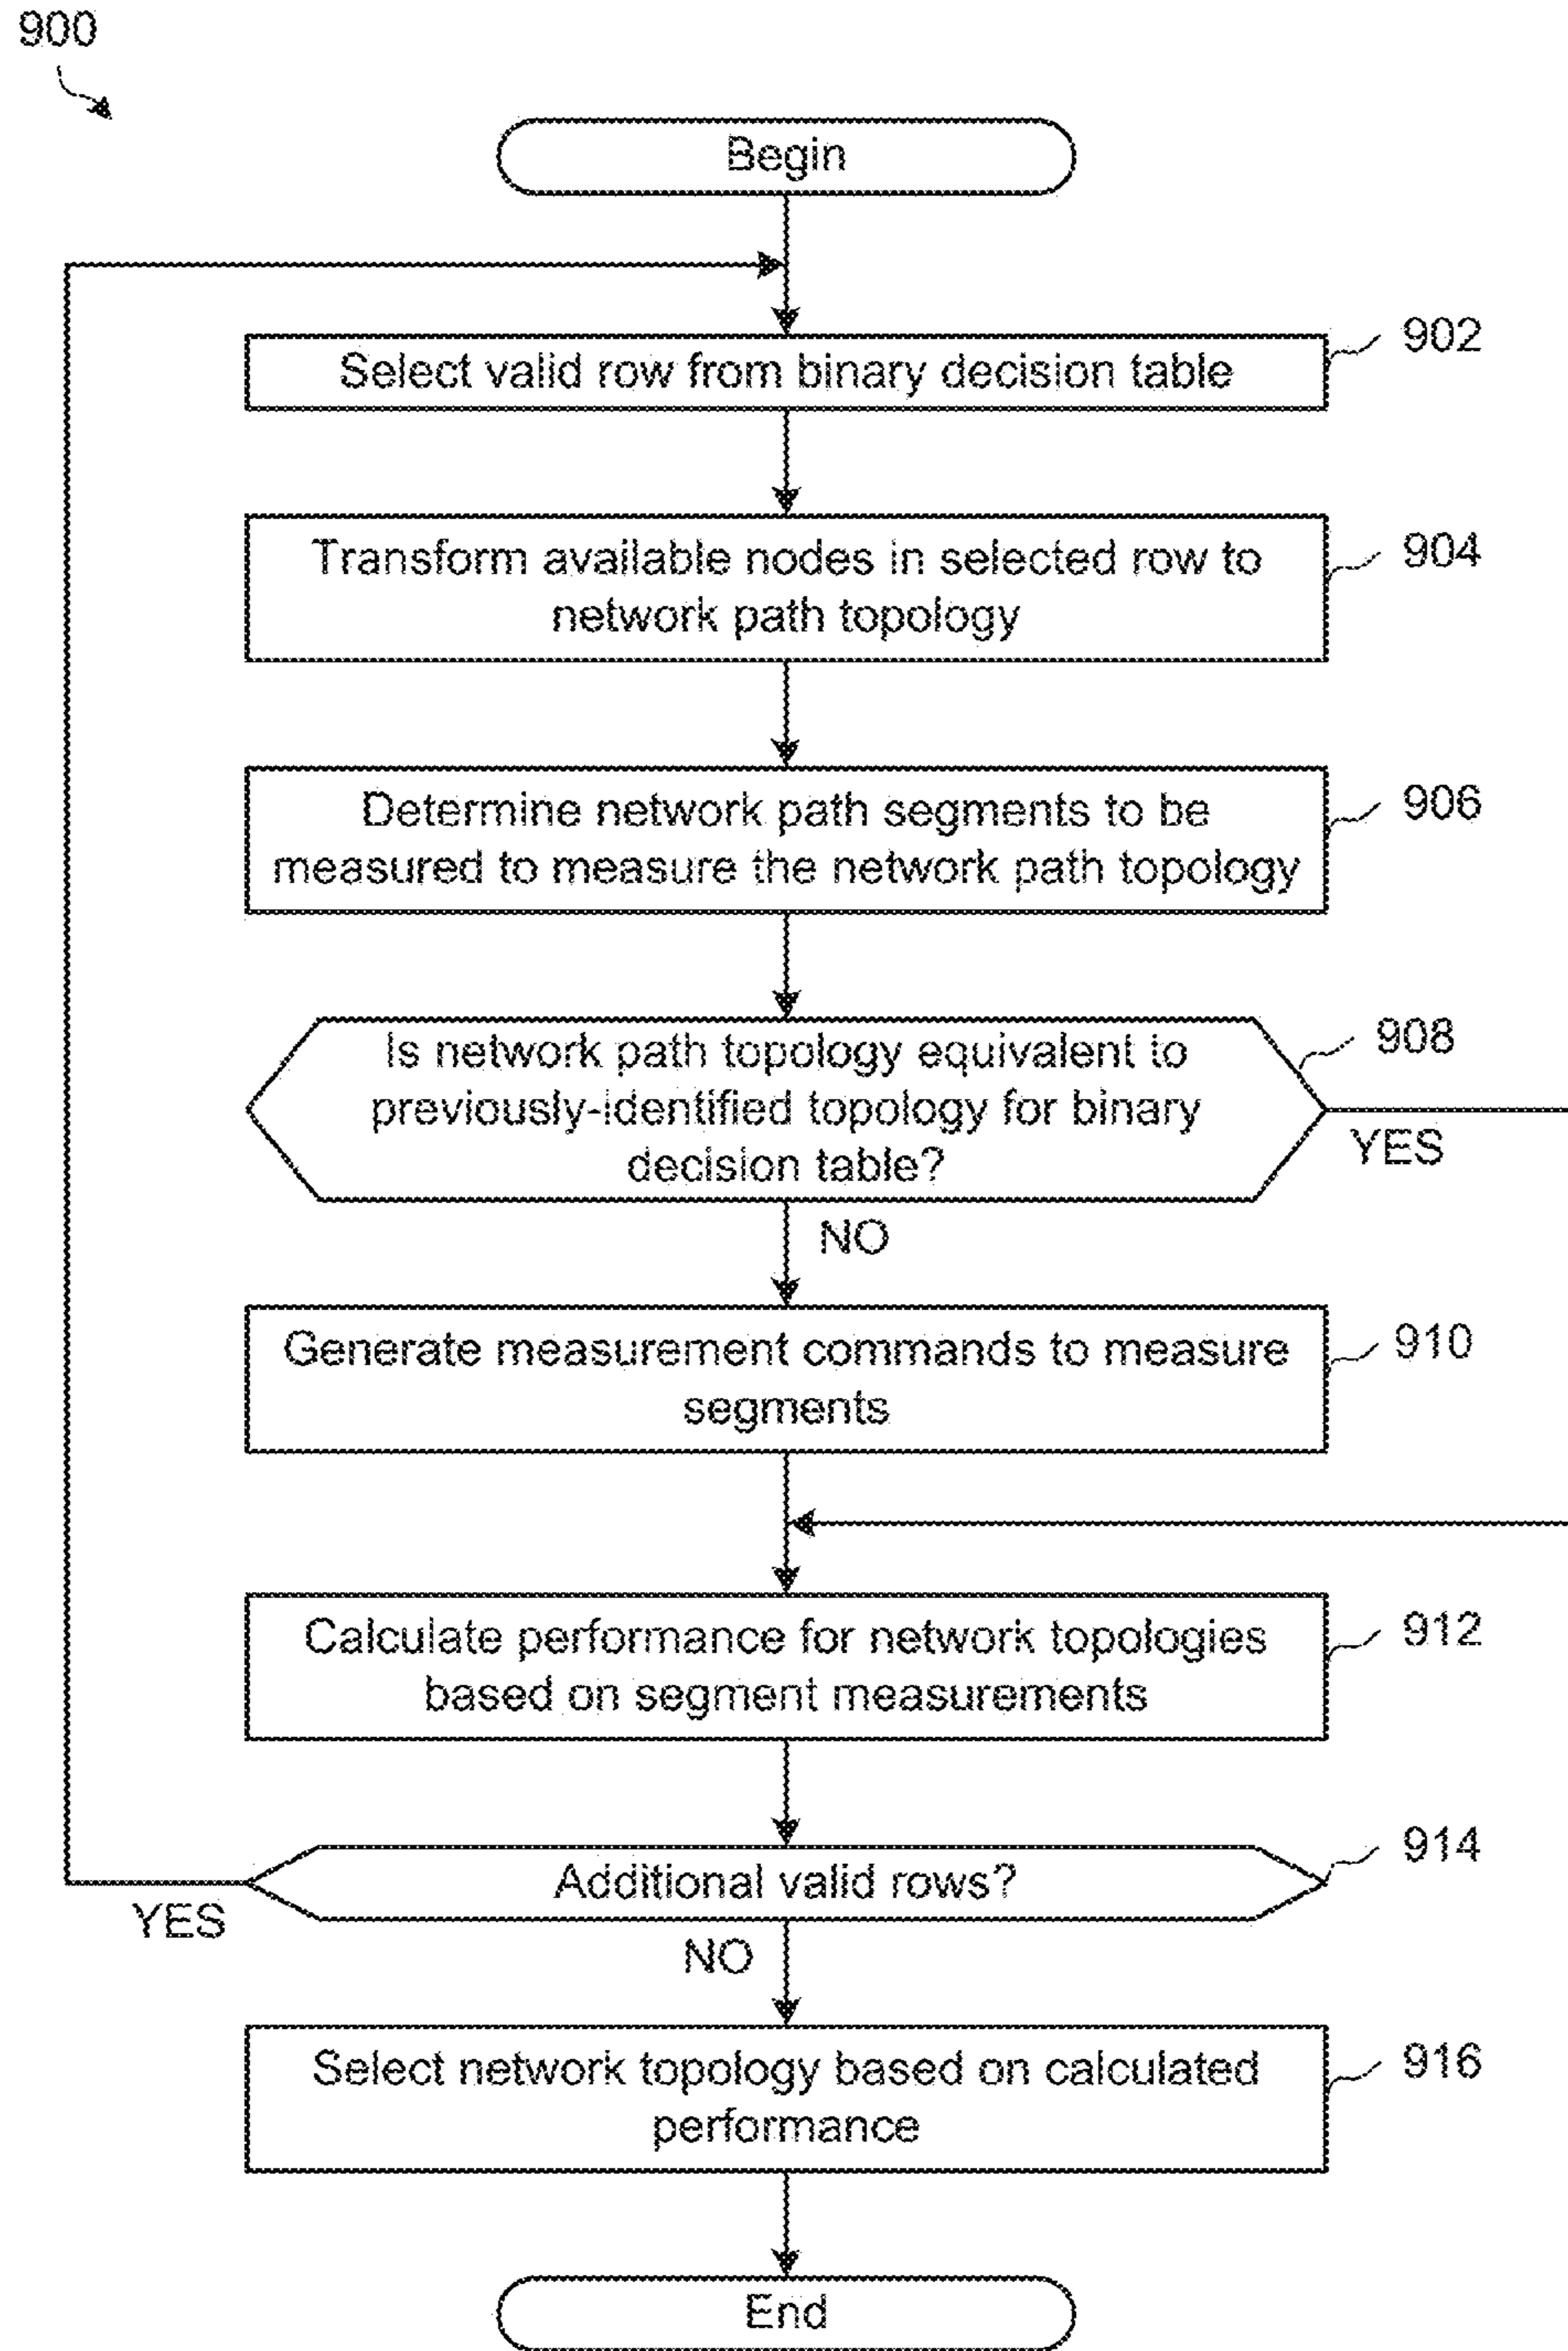 900
Begin
Select valid row from binary decision table
902
Transform available nodes in selected row to
network path topology
904
Determine network path segments to be
measured to measure the network path topology
906
Is network path topology equivalent to
previously-identified topology for binary
decision table?
908
YES
NO
Generate measurement commands to measure
segments
910
Calculate performance for network topologies
based on segment measurements
912
Additional valid rows?
914
YES
NO
Select network topology based on calculated
performance
916
End